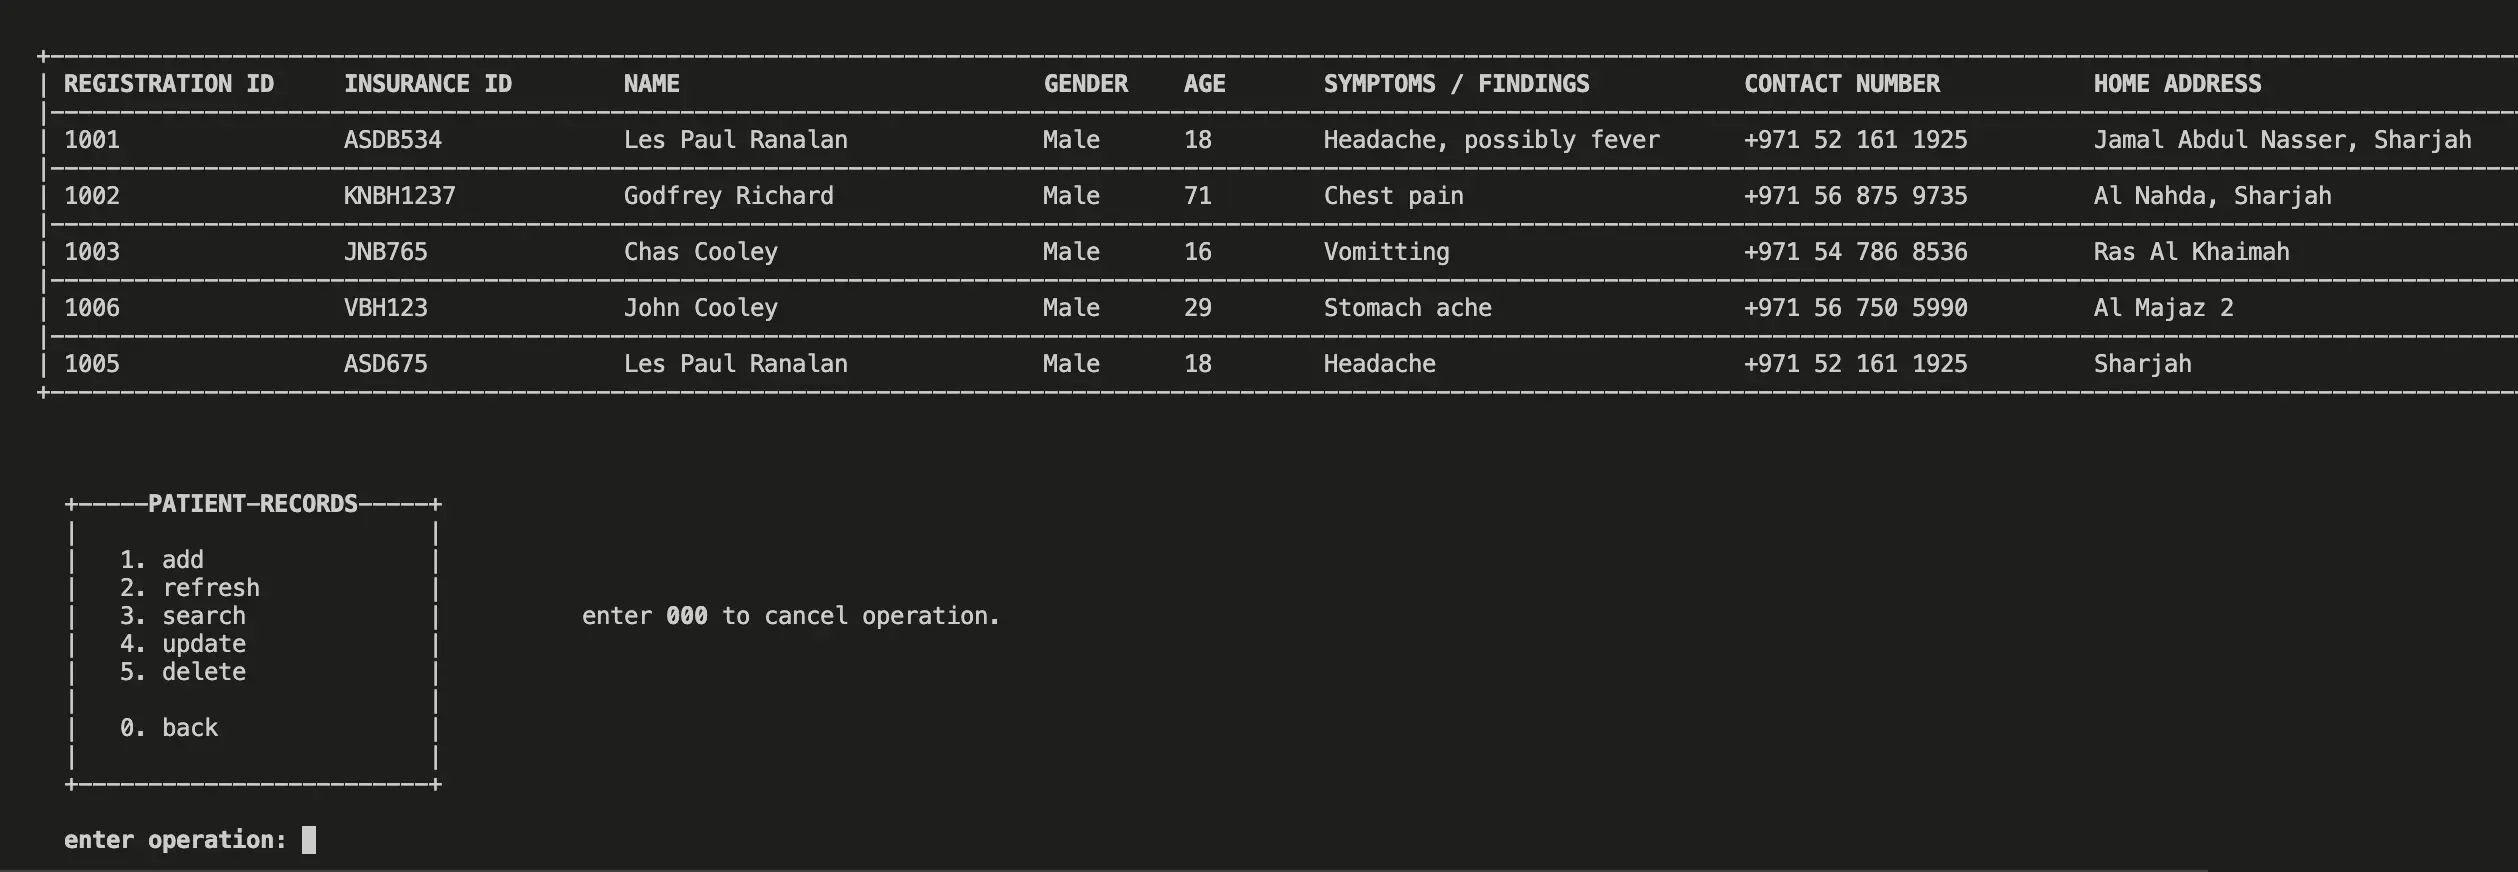 REGISTRATION ID INSURANCE ID NAME GENDER AGE SYMPTOMS / FINDINGS CONTACT NUMBER HOME ADDRESS
1001 ASDB534 Les Paul Ranalan Male 18 Headache, possibly fever +971 52 161 1925 Jamal Abdul Nasser, Sharjah
1002 KNBH1237 Godfrey Richard Male 71 Chest pain +971 56 875 9735 Al Nahda, Sharjah
1003 JNB765 Chas Cooley Male 16 Vomitting +971 54 786 8536 Ras Al Khaimah
1006 VBH123 John Cooley Male 29 Stomach ache +971 56 750 5990 Al Majaz 2
1005 ASD675 Les Paul Ranalan Male 18 Headache +971 52 161 1925 Sharjah
PATIENT-RECORDS
1. add
2. refresh
3. search enter 000 to cancel operation.
4. update
5. delete
0. back
enter operation: